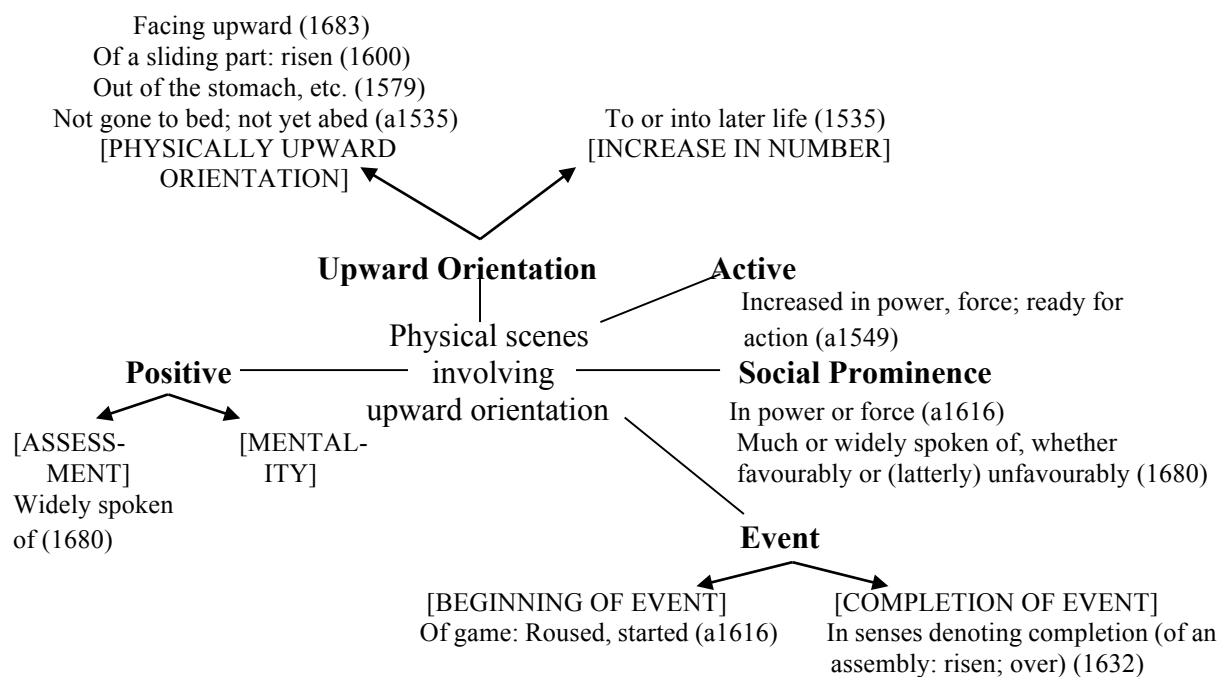 Facing upward (1683)
Of a sliding part: risen (1600)
Out of the stomach, etc. (1579)
Not gone to bed; not yet abed (a1535)
[PHYSICALLY UPWARD
ORIENTATION]
To or into later life (1535)
[INCREASE IN NUMBER]
Upward Orientation
Active
Increased in power, force; ready for
action (a1549)
Physical scenes
involving
upward orientation
Positive
Social Prominence
In power or force (a1616)
Much or widely spoken of, whether
favourably or (latterly) unfavourably (1680)
[ASSESS-
MENT]
Widely spoken
of (1680)
[MENTAL-
ITY]
Event
[BEGINNING OF EVENT]
Of game: Roused, started (a1616)
[COMPLETION OF EVENT]
In senses denoting completion (of an
assembly: risen; over) (1632)